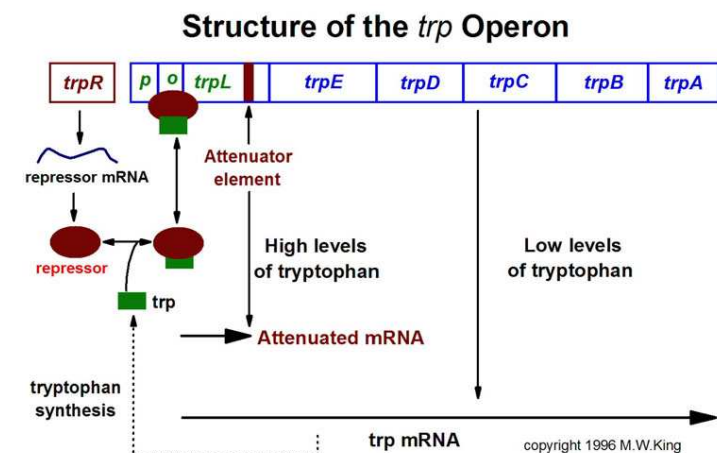 Structure of the trp Operon
trpR
p o trpL trpE trpD trpC trpB trpA
repressor mRNA
Attenuator
element
repressor
trp
High levels
of tryptophan
Low levels
of tryptophan
Attenuated mRNA
tryptophan
synthesis
trp mRNA
copyright 1996 M.W.King